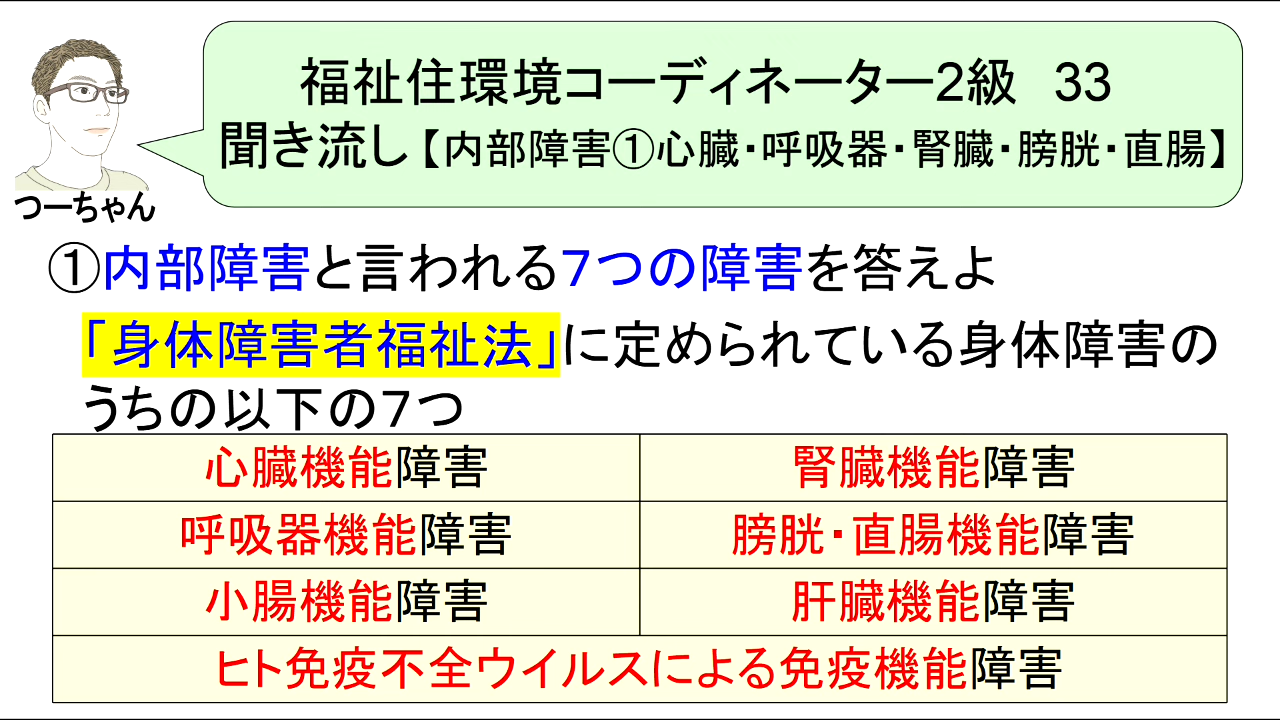 福祉住環境コーディネーター2級　33
聞き流し【内部障害①心臓・呼吸器・腎臓・膀胱・直腸】
つーちゃん
①内部障害と言われる７つの障害を答えよ
「身体障害者福祉法」に定められている身体障害の
うちの以下の７つ
心臓機能障害
腎臓機能障害
呼吸器機能障害
膀胱・直腸機能障害
小腸機能障害
肝臓機能障害
ヒト免疫不全ウイルスによる免疫機能障害